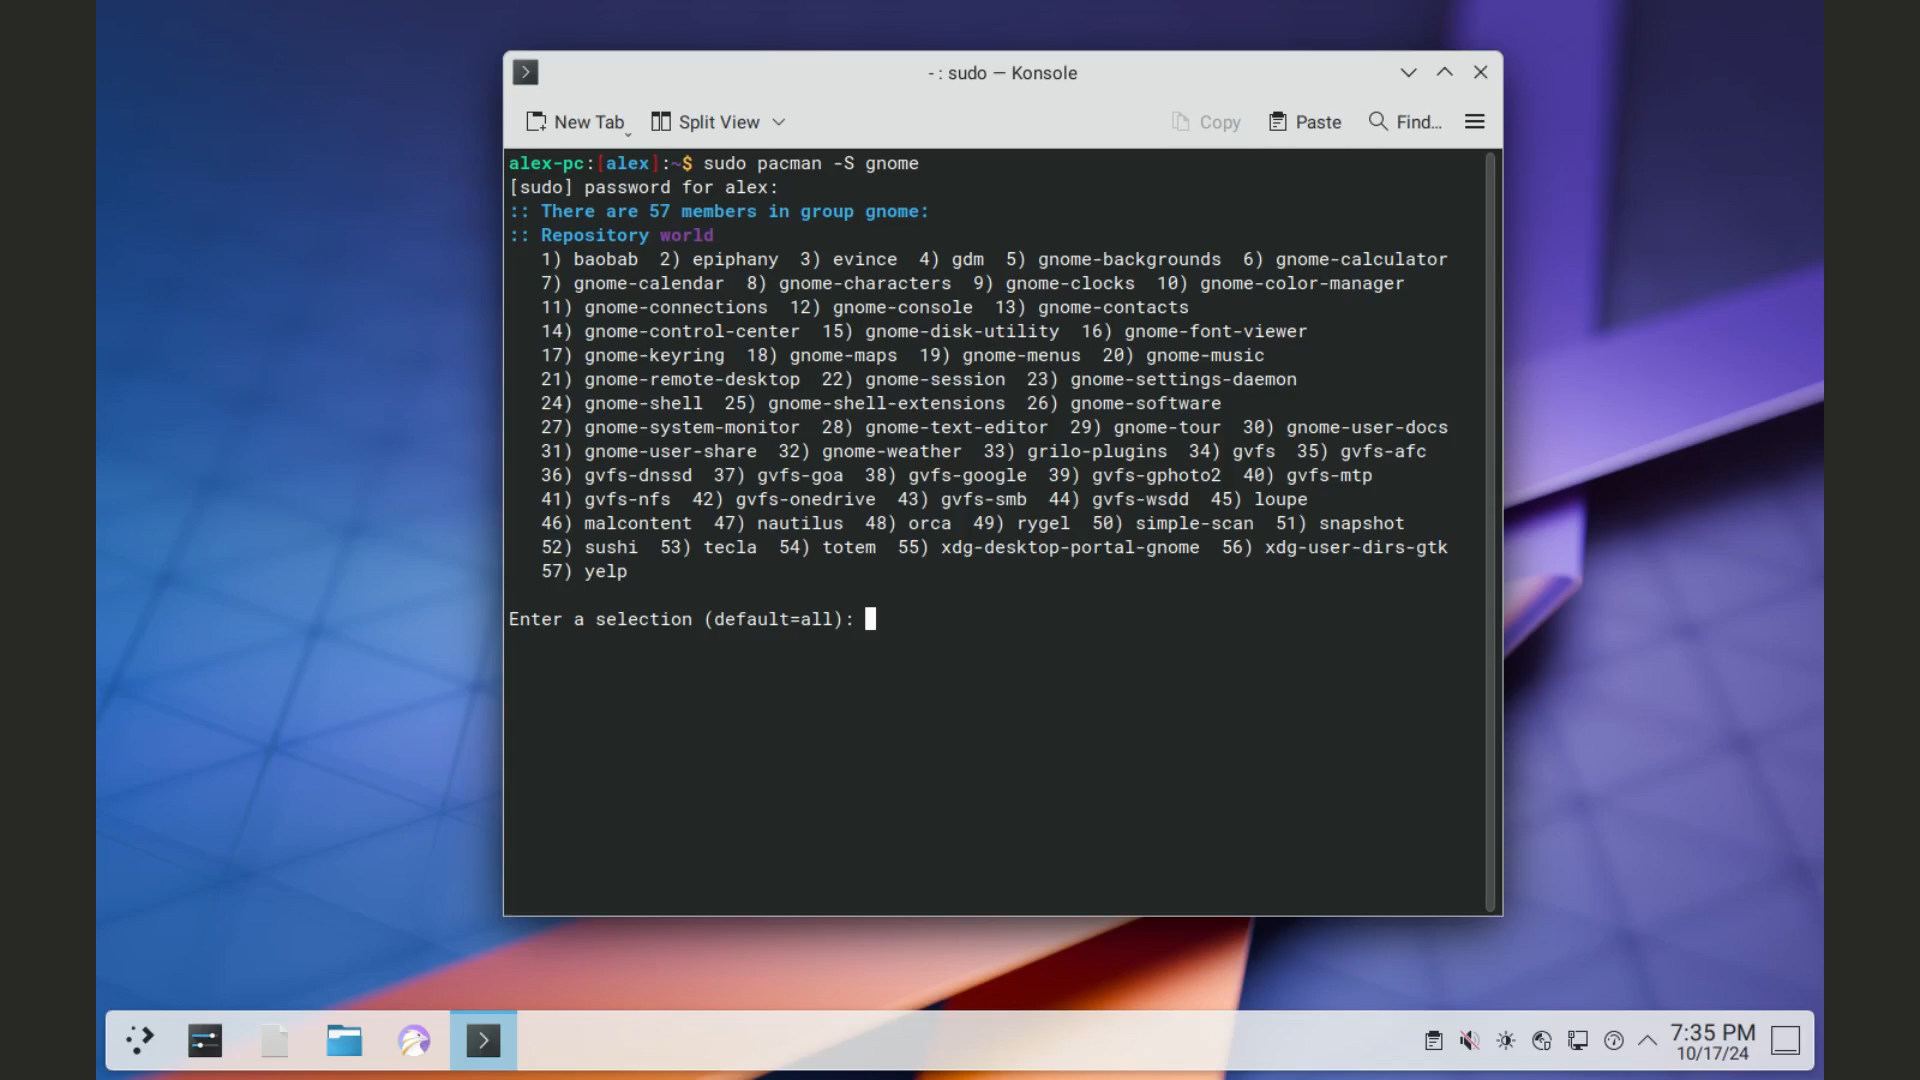 - : sudo — Konsole
New Tab Split View Copy Paste Find...
alex-pc:[alex]:~$ sudo pacman -S gnome
[sudo] password for alex:
:: There are 57 members in group gnome:
:: Repository world
1) baobab 2) epiphany 3) evince 4) gdm 5) gnome-backgrounds 6) gnome-calculator
7) gnome-calendar 8) gnome-characters 9) gnome-clocks 10) gnome-color-manager
11) gnome-connections 12) gnome-console 13) gnome-contacts
14) gnome-control-center 15) gnome-disk-utility 16) gnome-font-viewer
17) gnome-keyring 18) gnome-maps 19) gnome-menus 20) gnome-music
21) gnome-remote-desktop 22) gnome-session 23) gnome-settings-daemon
24) gnome-shell 25) gnome-shell-extensions 26) gnome-software
27) gnome-system-monitor 28) gnome-text-editor 29) gnome-tour 30) gnome-user-docs
31) gnome-user-share 32) gnome-weather 33) grilo-plugins 34) gvfs 35) gvfs-afc
36) gvfs-dnssd 37) gvfs-goa 38) gvfs-google 39) gvfs-gphoto2 40) gvfs-mtp
41) gvfs-nfs 42) gvfs-onedrive 43) gvfs-smb 44) gvfs-wsdd 45) loupe
46) malcontent 47) nautilus 48) orca 49) rygel 50) simple-scan 51) snapshot
52) sushi 53) tecla 54) totem 55) xdg-desktop-portal-gnome 56) xdg-user-dirs-gtk
57) yelp
Enter a selection (default=all):
7:35 PM
10/17/24